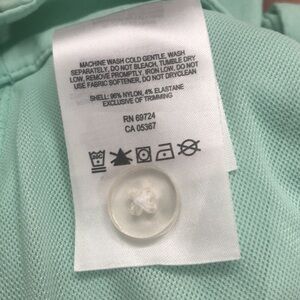 MACHINE WASH COLD GENTLE, WASH
SEPARATELY, DO NOT BLEACH, TUMBLE DRY
LOW, REMOVE PROMPTLY, IRON LOW, DO NOT
USE FABRIC SOFTENER, DO NOT DRYCLEAN
SHELL: 96% NYLON, 4% ELASTANE
EXCLUSIVE OF TRIMMING
RN 69724
CA 05367